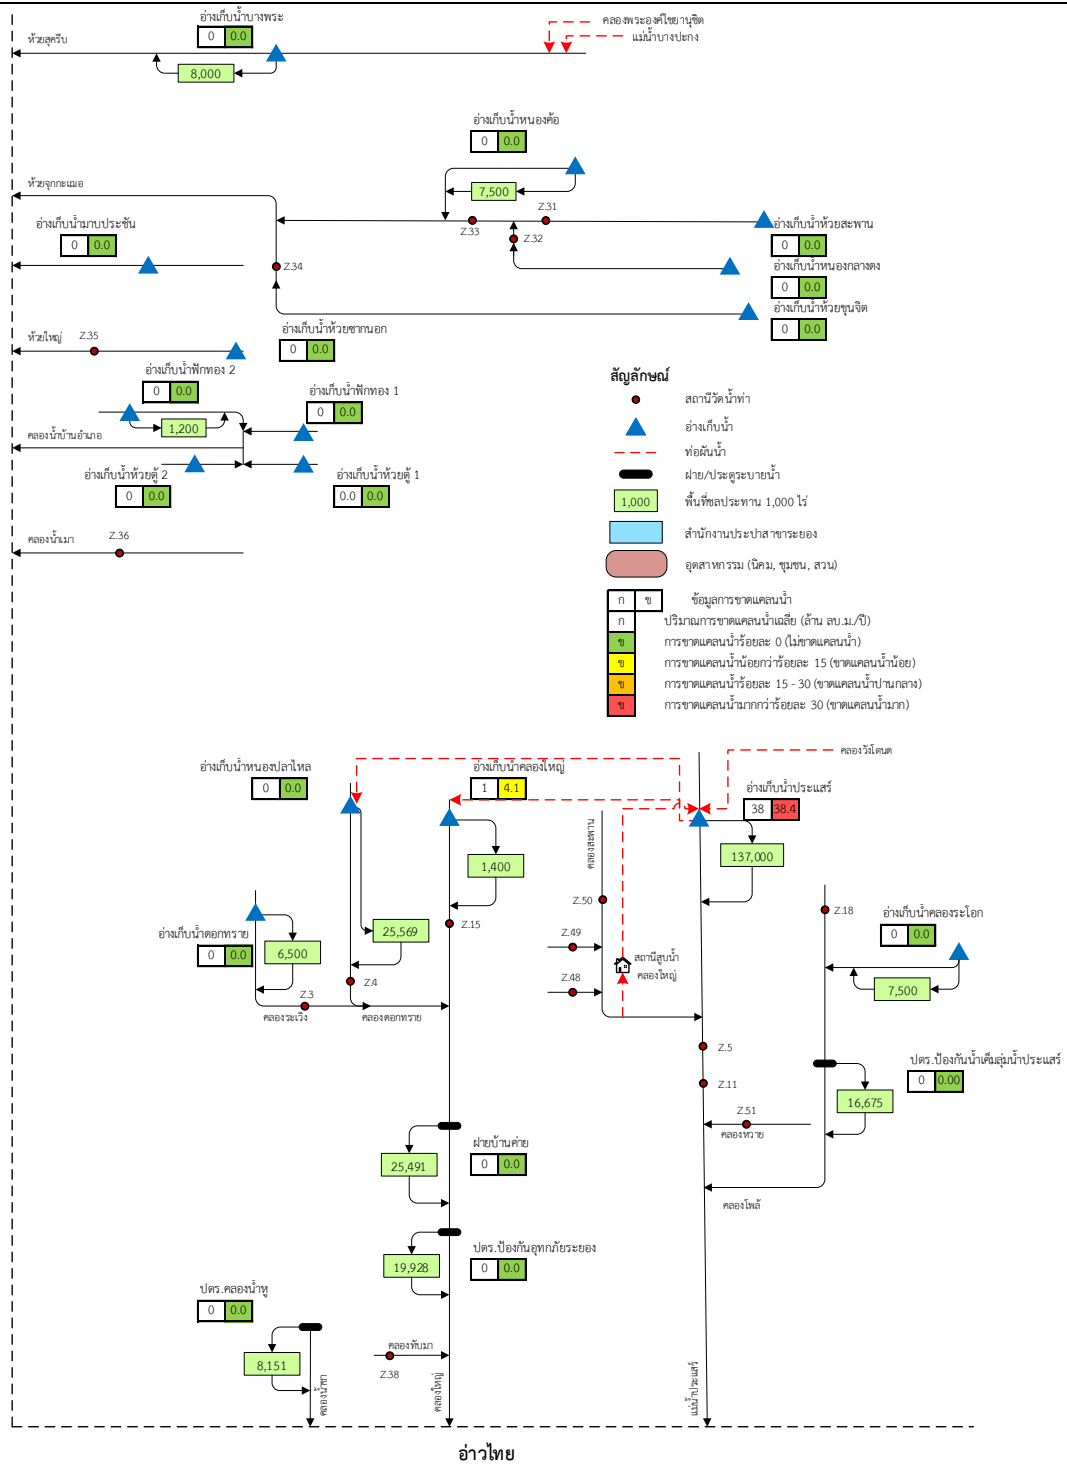 อ่างเก็บน้ำบางพระ
0 0.0
คลองพระองค์ไชยานุชิต
แม่น้ำบางปะกง
ห้วยสุครีบ
8,000
อ่างเก็บน้ำหนองค้อ
0 0.0
ห้วยจุกกะเฌอ
7,500
Z.31
Z.33
Z.32
อ่างเก็บน้ำมาบประชัน
0 0.0
อ่างเก็บน้ำห้วยสะพาน
0 0.0
Z.34
อ่างเก็บน้ำหนองกลางดง
0 0.0
อ่างเก็บน้ำห้วยขุนจิต
0 0.0
ห้วยใหญ่
Z.35
อ่างเก็บน้ำห้วยซากนอก
0 0.0
อ่างเก็บน้ำฟักทอง 2
0 0.0
อ่างเก็บน้ำฟักทอง 1
0 0.0
1,200
คลองน้ำบ้านอำเภอ
อ่างเก็บน้ำห้วยตู้ 2
0 0.0
อ่างเก็บน้ำห้วยตู้ 1
0.0 0.0
คลองน้ำเมา
Z.36
สัญลักษณ์
สถานีวัดน้ำท่า
อ่างเก็บน้ำ
ท่อผันน้ำ
ฝาย/ประตูระบายน้ำ
1,000 พื้นที่ชลประทาน 1,000 ไร่
สำนักงานประปาสาขาระยอง
อุตสาหกรรม (นิคม, ชุมชน, สวน)
ก ข ข้อมูลการขาดแคลนน้ำ
ก ปริมาณการขาดแคลนน้ำเฉลี่ย (ล้าน ลบ.ม./ปี)
ข การขาดแคลนน้ำร้อยละ 0 (ไม่ขาดแคลนน้ำ)
ข การขาดแคลนน้ำน้อยกว่าร้อยละ 15 (ขาดแคลนน้ำน้อย)
ข การขาดแคลนน้ำร้อยละ 15 - 30 (ขาดแคลนน้ำปานกลาง)
ข การขาดแคลนน้ำมากกว่าร้อยละ 30 (ขาดแคลนน้ำมาก)
คลองวังโตนด
อ่างเก็บน้ำหนองปลาไหล
0 0.0
อ่างเก็บน้ำคลองใหญ่
1 4.1
อ่างเก็บน้ำประแสร์
38 38.4
คลองสะพาน
1,400
137,000
Z.50
Z.18
อ่างเก็บน้ำคลองระโอก
0 0.0
Z.15
25,569
Z.49
อ่างเก็บน้ำดอกกราย
0 0.0
6,500
สถานีสูบน้ำ
คลองใหญ่
Z.4
Z.48
7,500
Z.3
คลองระเวิง
คลองดอกกราย
Z.5
ปตร.ป้องกันน้ำเค็มลุ่มน้ำประแสร์
0 0.00
Z.11
16,675
Z.51
คลองหวาย
ฝายบ้านค่าย
0 0.0
25,491
คลองโพล้
ปตร.ป้องกันอุทกภัยระยอง
0 0.0
19,928
ปตร.คลองน้ำหู
0 0.0
คลองทับมา
Z.38
8,151
คลองน้ำชา
คลองใหญ่
แม่น้ำประแสร์
อ่าวไทย